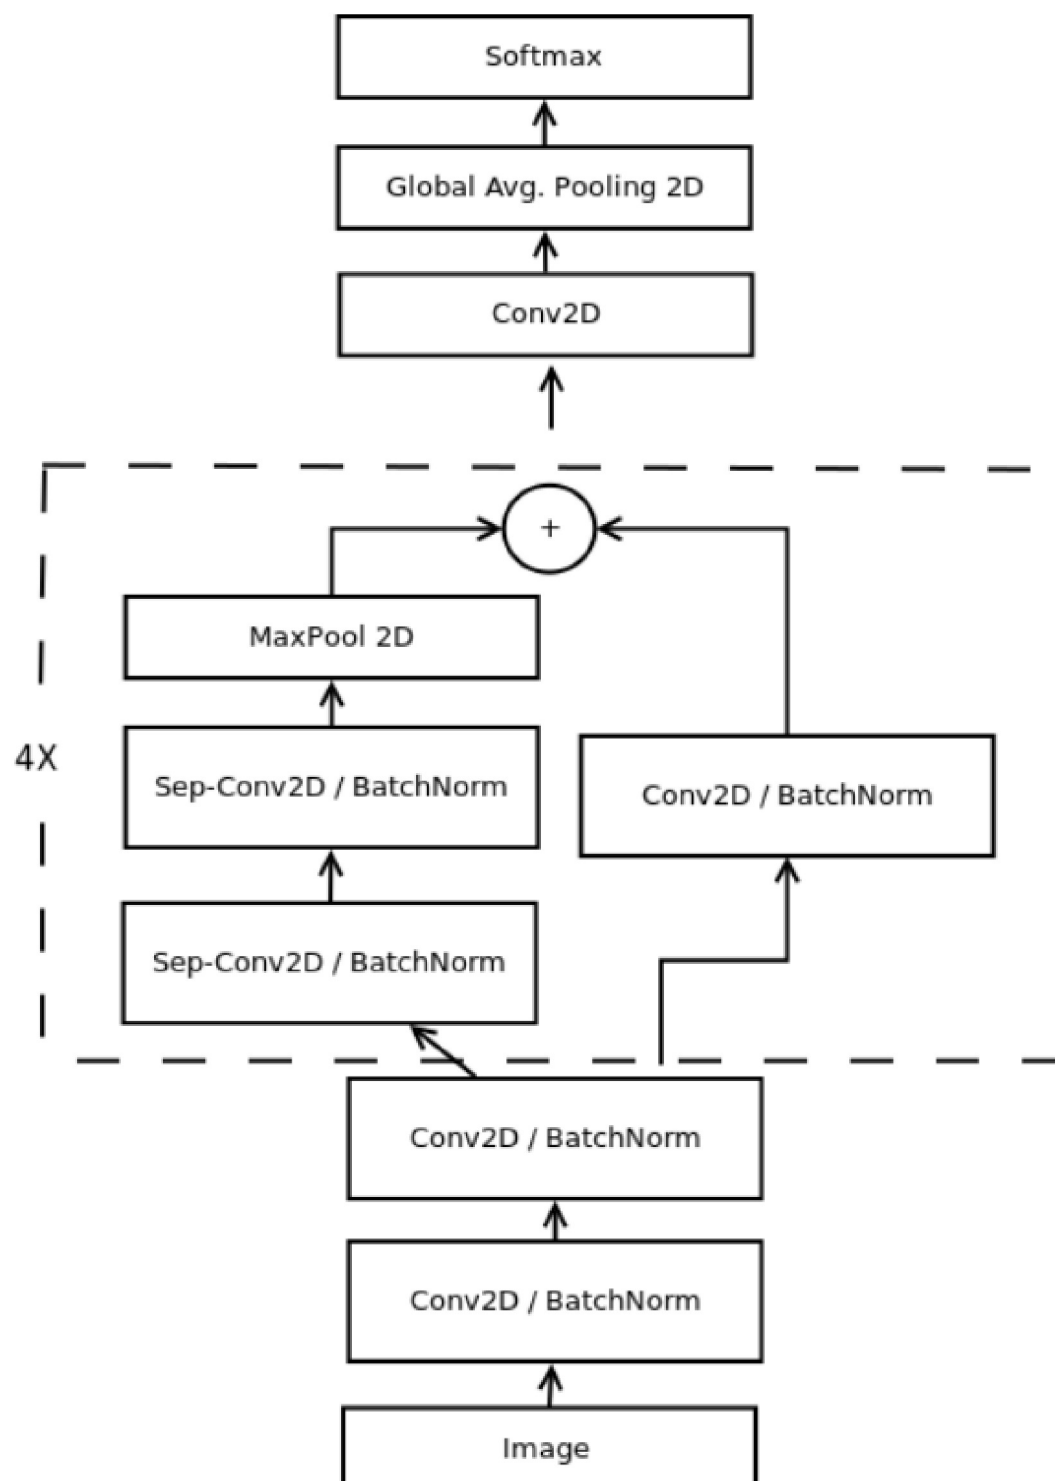 Softmax
Global Avg. Pooling 2D
Conv2D
+
MaxPool 2D
4X
Sep-Conv2D / BatchNorm
Conv2D / BatchNorm
Sep-Conv2D / BatchNorm
Conv2D / BatchNorm
Conv2D / BatchNorm
Image